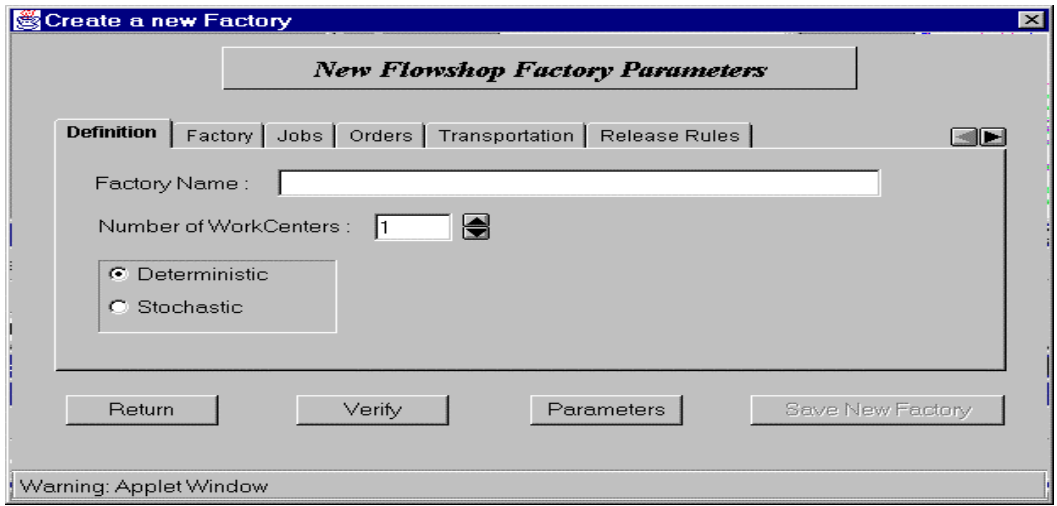 Create a new Factory
New Flowshop Factory Parameters
Definition Factory Jobs Orders Transportation Release Rules
Factory Name :
Number of WorkCenters : 1
Deterministic
Stochastic
Return Verify Parameters Save New Factory
Warning: Applet Window